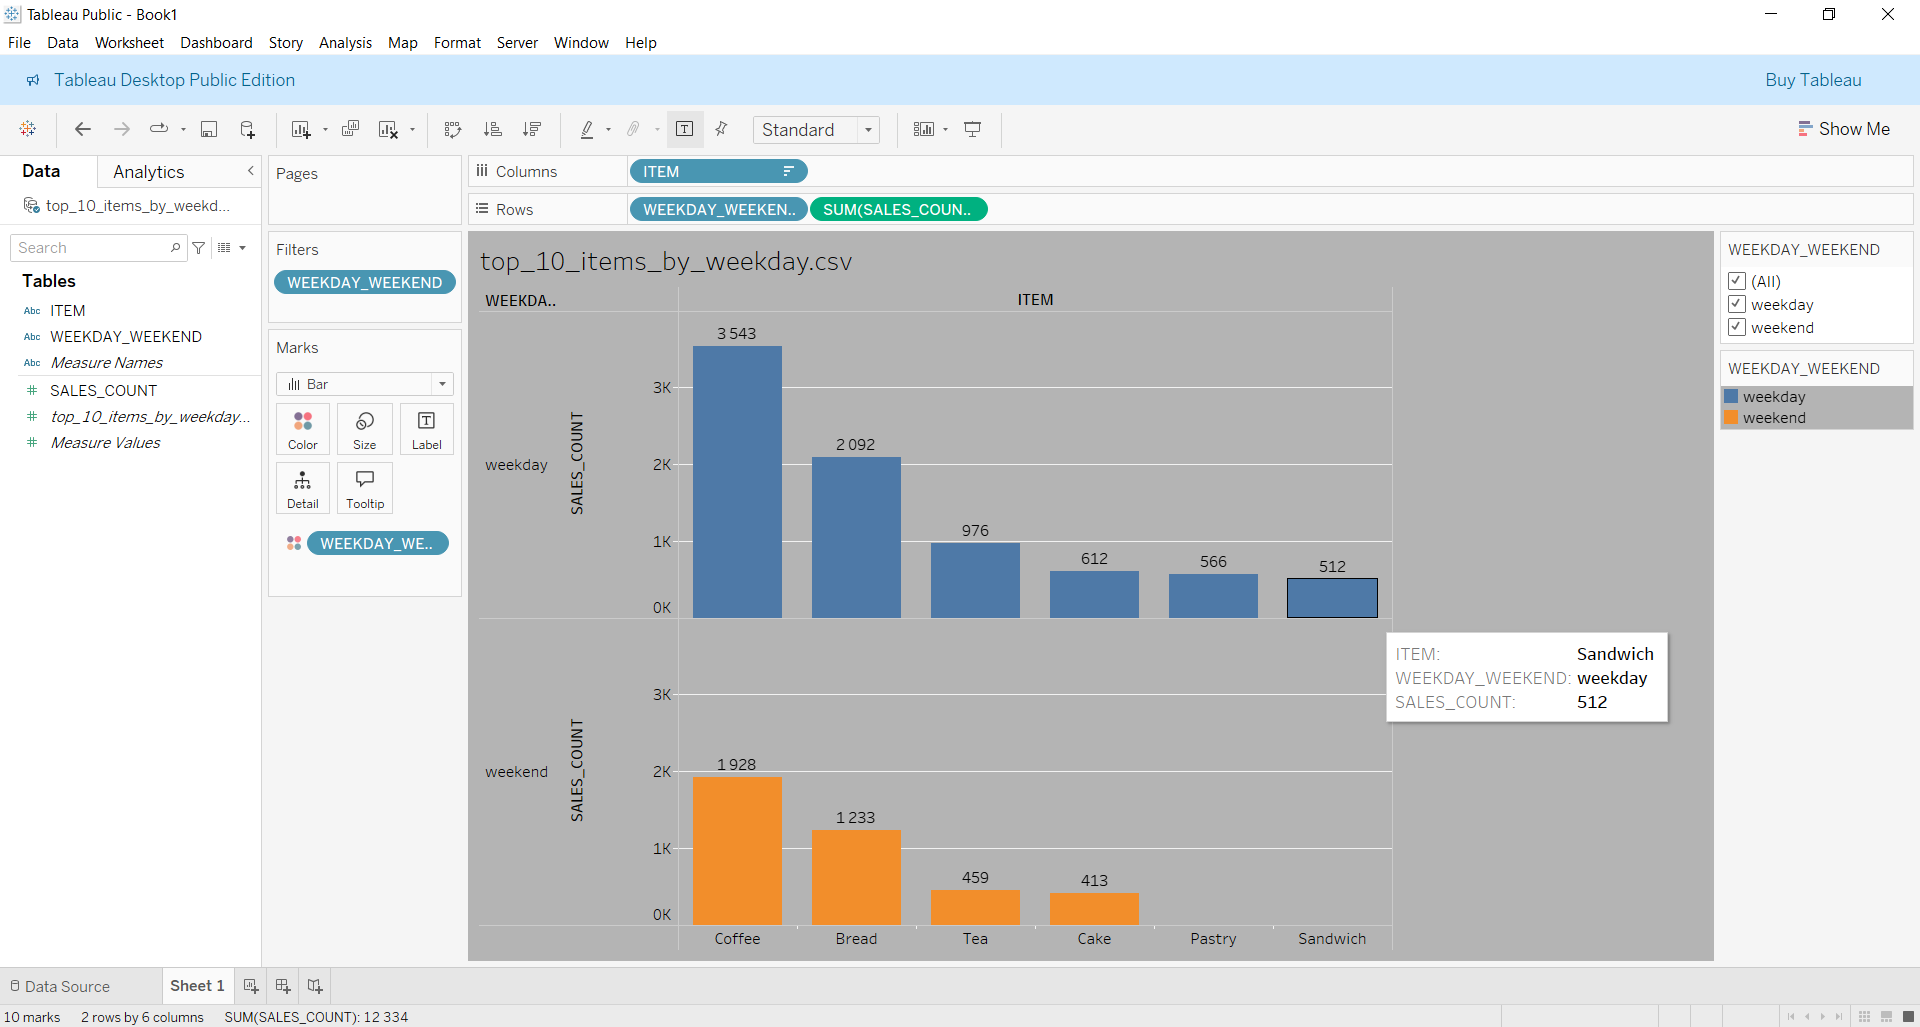 Tableau Public - Book1
File Data Worksheet Dashboard Story Analysis Map Format Server Window Help
Tableau Desktop Public Edition
Buy Tableau
Standard
Show Me
Data
Analytics
top_10_items_by_weekd...
Search
Tables
Abc ITEM
Abc WEEKDAY_WEEKEND
Abc Measure Names
# SALES_COUNT
# top_10_items_by_weekday...
# Measure Values
Pages
Filters
WEEKDAY_WEEKEND
Marks
Bar
Color
Size
Label
Detail
Tooltip
WEEKDAY_WE..
Columns
ITEM
Rows
WEEKDAY_WEEKEN..
SUM(SALES_COUN..
top_10_items_by_weekday.csv
WEEKDA..
ITEM
weekday
SALES_COUNT
3K
2K
1K
0K
3 543
2 092
976
612
566
512
weekend
SALES_COUNT
3K
2K
1K
0K
1 928
1 233
459
413
Coffee
Bread
Tea
Cake
Pastry
Sandwich
ITEM: Sandwich
WEEKDAY_WEEKEND: weekday
SALES_COUNT: 512
WEEKDAY_WEEKEND
(All)
weekday
weekend
WEEKDAY_WEEKEND
weekday
weekend
Data Source
Sheet 1
10 marks
2 rows by 6 columns
SUM(SALES_COUNT): 12 334